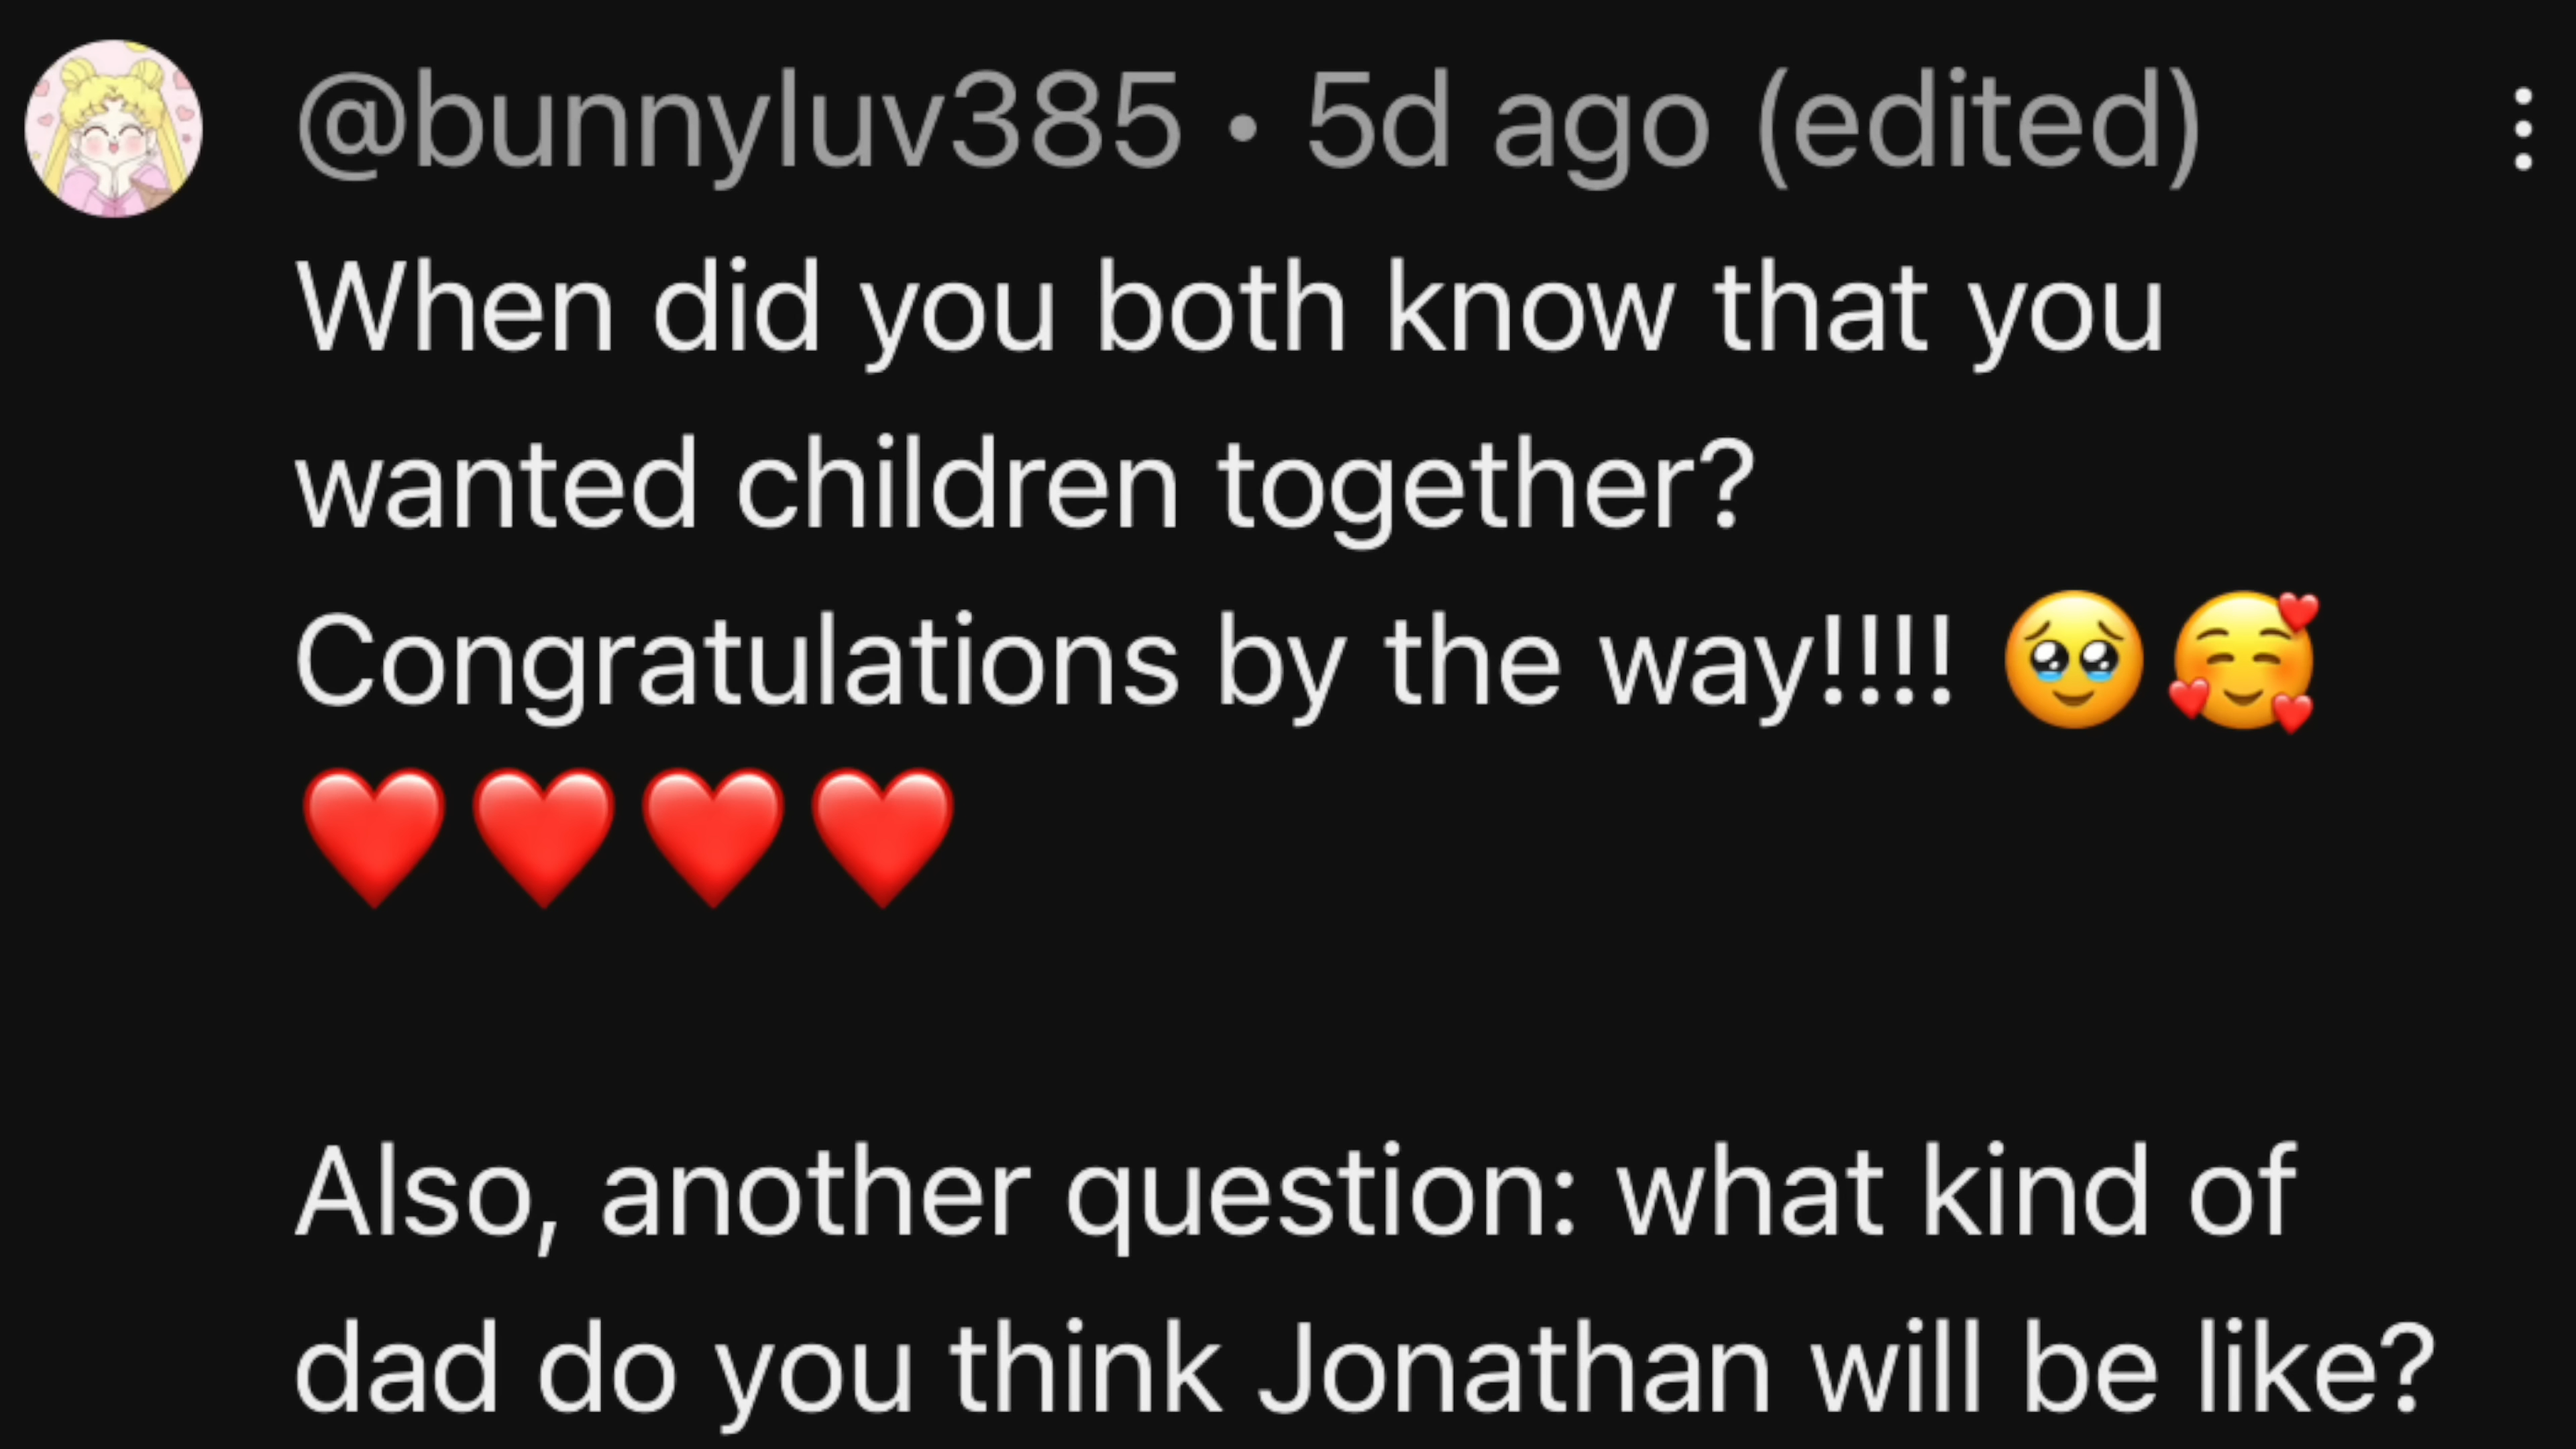 @bunnyluv385 • 5d ago (edited)
When did you both know that you
wanted children together?
Congratulations by the way!!!! 🥹🥰
❤️❤️❤️❤️
Also, another question: what kind of
dad do you think Jonathan will be like?